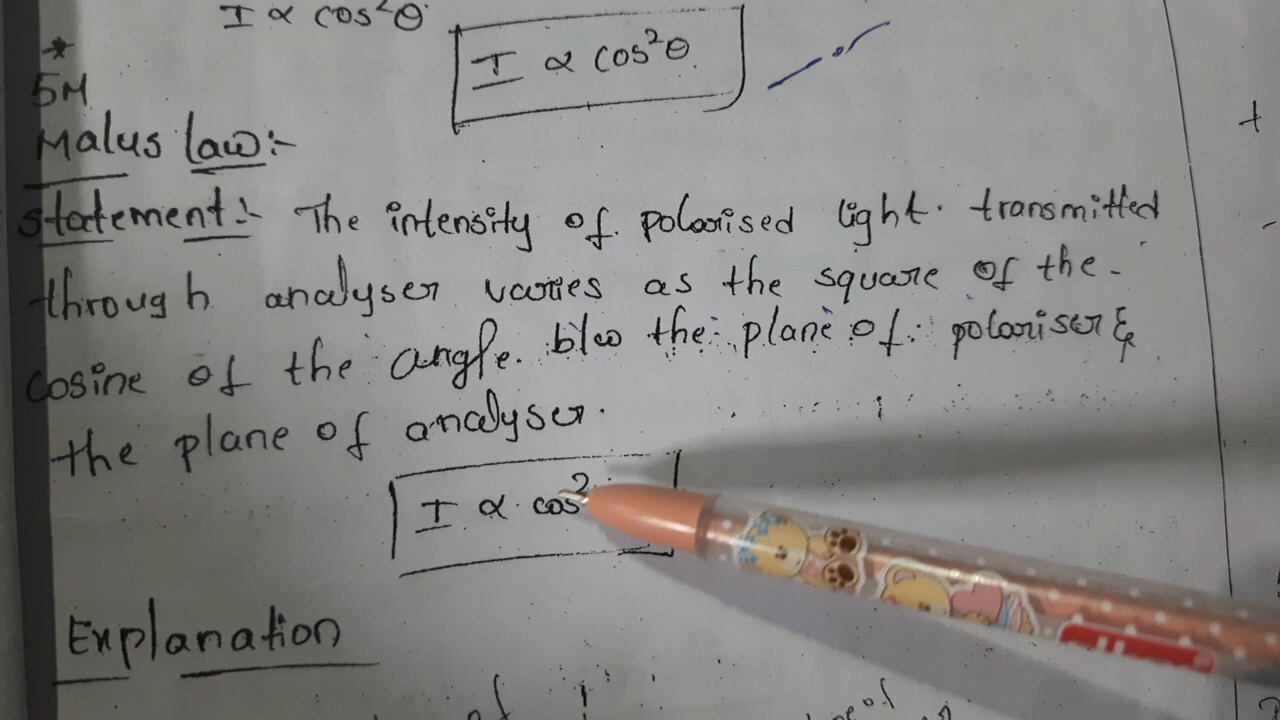 I ∝ cos²θ
I ∝ cos²θ
*
5M
Malus law:-
Statement:- The intensity of polarised light. transmitted
through analyser varies as the square of the.
cosine of the angle. b/w the plane of polariser &
the plane of analyser.
I ∝ cos²
Explanation
of